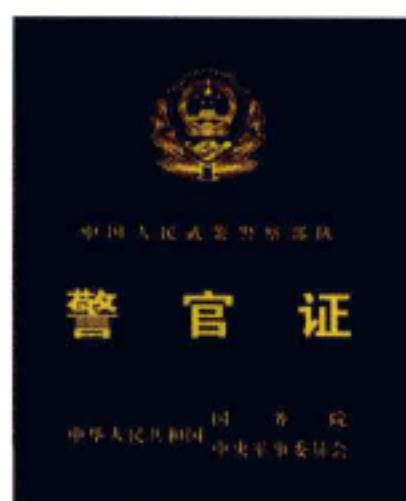 中国人民武装警察部队
警官证
中华人民共和国 国务院
中央军事委员会